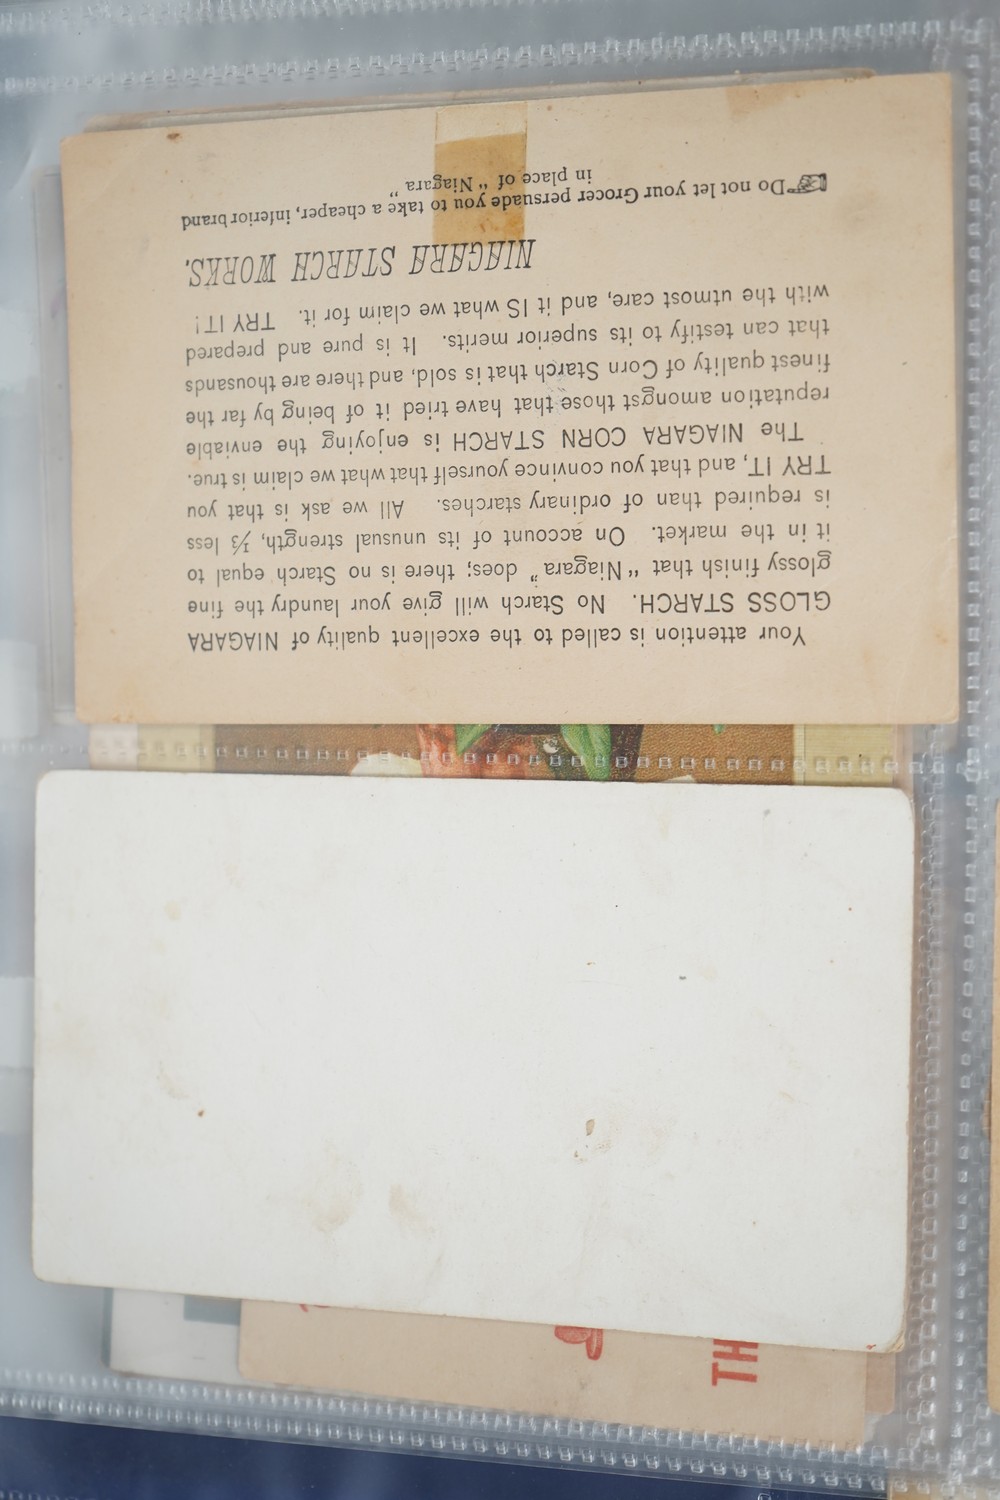 Your attention is called to the excellent quality of NIAGARA
GLOSS STARCH. No Starch will give your laundry the fine
glossy finish that "Niagara" does; there is no Starch equal to
it in the market. On account of its unusual strength, ⅓ less
is required than of ordinary starches. All we ask is that you
TRY IT, and that you convince yourself that what we claim is true.
The NIAGARA CORN STARCH is enjoying the enviable
reputation amongst those that have tried it of being by far the
finest quality of Corn Starch that is sold, and there are thousands
that can testify to its superior merits. It is pure and prepared
with the utmost care, and it IS what we claim for it. TRY IT!
NIAGARA STARCH WORKS.
☞Do not let your Grocer persuade you to take a cheaper, inferior brand
in place of "Niagara"
TH